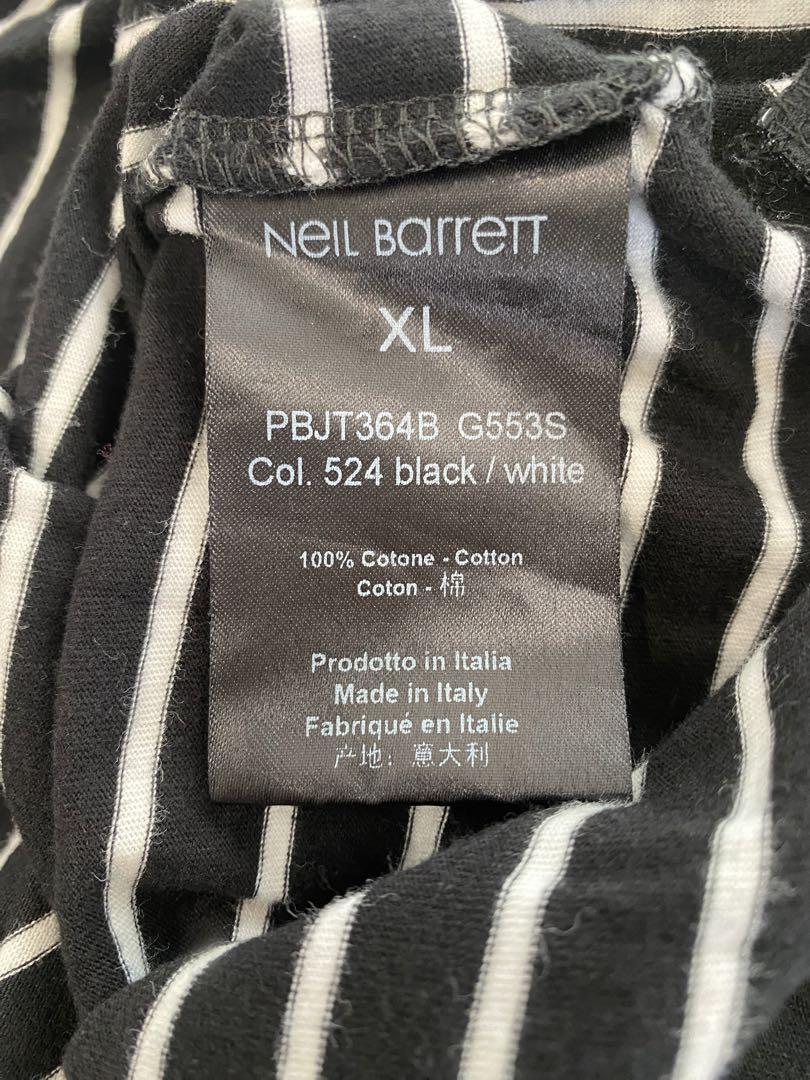 Neil Barrett
XL
PBJT364B G553S
Col. 524 black / white
100% Cotone - Cotton
Coton - 棉
Prodotto in Italia
Made in Italy
Fabriqué en Italie
产地: 意大利